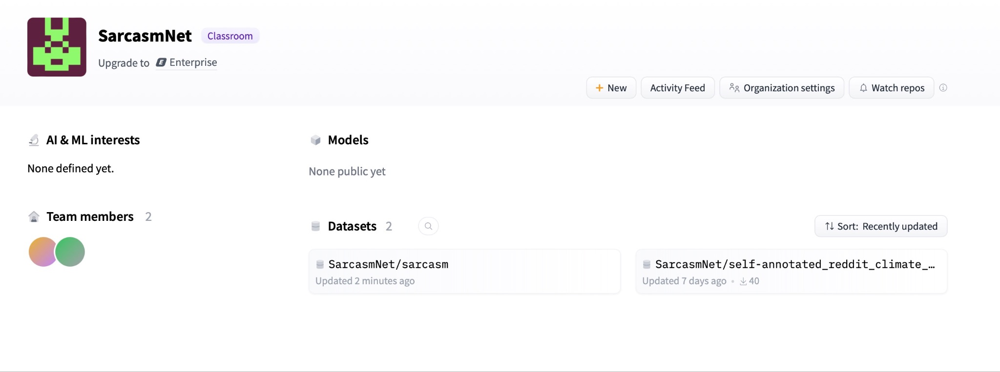 SarcasmNet Classroom
Upgrade to E Enterprise
New Activity Feed Organization settings Watch repos
AI & ML interests
None defined yet.
Team members 2
Models
None public yet
Datasets 2
Sort: Recently updated
SarcasmNet/sarcasm
Updated 2 minutes ago
SarcasmNet/self-annotated_reddit_climate_…
Updated 7 days ago • 40